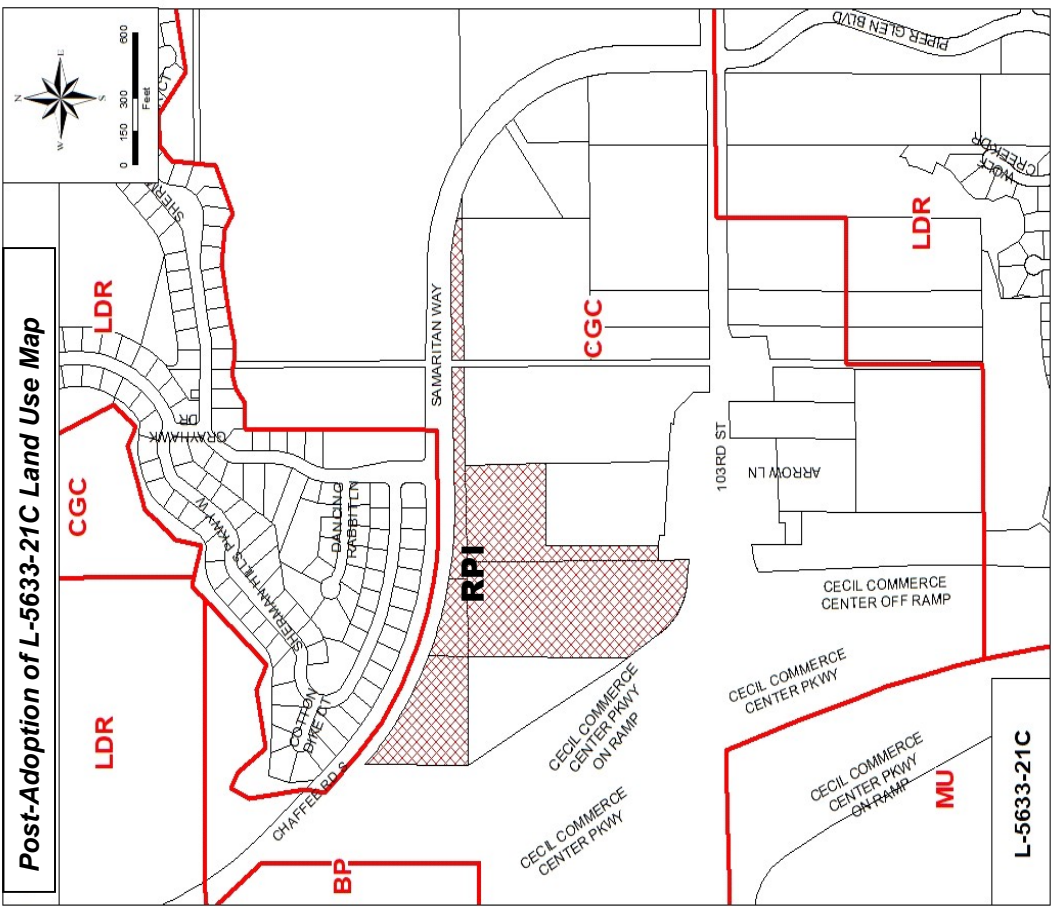 Post-Adoption of L-5633-21C Land Use Map
N
E
S
W
0 150 300 600
Feet
LDR
CGC
LDR
BP
SHERM
GRAYHAWK
DR
SHERMAN HILLS PKWY W
DANCING
RABBIT LN
COTTON
DIKE CT
CHAFFEE RD S
SAMARITAN WAY
RPI
CGC
PIPER GLEN BLVD
WOLF
CREEK DR
LDR
103RD ST
ARROW LN
CECIL COMMERCE
CENTER OFF RAMP
CECIL COMMERCE
CENTER PKWY
CECIL COMMERCE
CENTER PKWY
ON RAMP
CECIL COMMERCE
CENTER PKWY
CECIL COMMERCE
CENTER PKWY
ON RAMP
MU
L-5633-21C